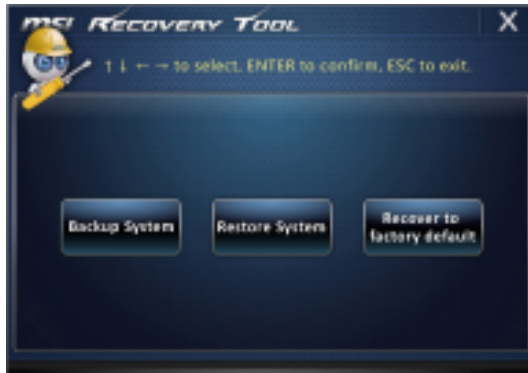 msi RECOVERY TOOL X
↑ ↓ ← → to select, ENTER to confirm, ESC to exit.
Backup System
Restore System
Recover to
factory default